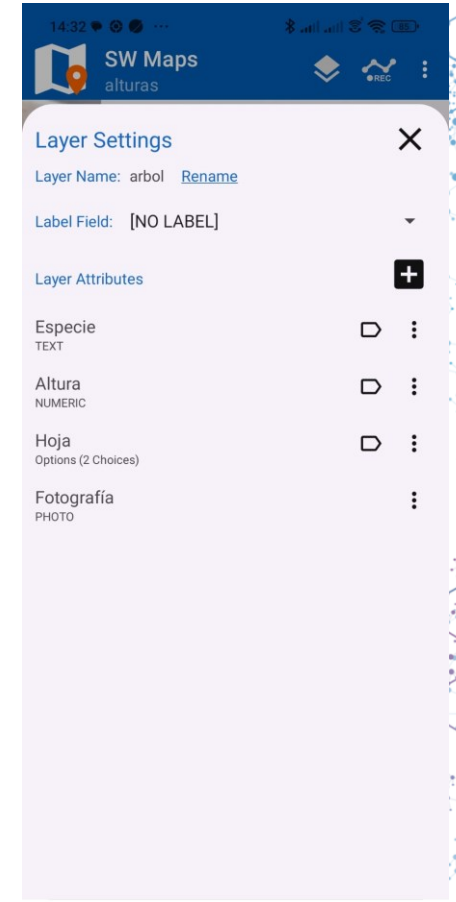 14:32
SW Maps
alturas
REC
Layer Settings
Layer Name: arbol Rename
Label Field: [NO LABEL]
Layer Attributes
Especie
TEXT
Altura
NUMERIC
Hoja
Options (2 Choices)
Fotografía
PHOTO